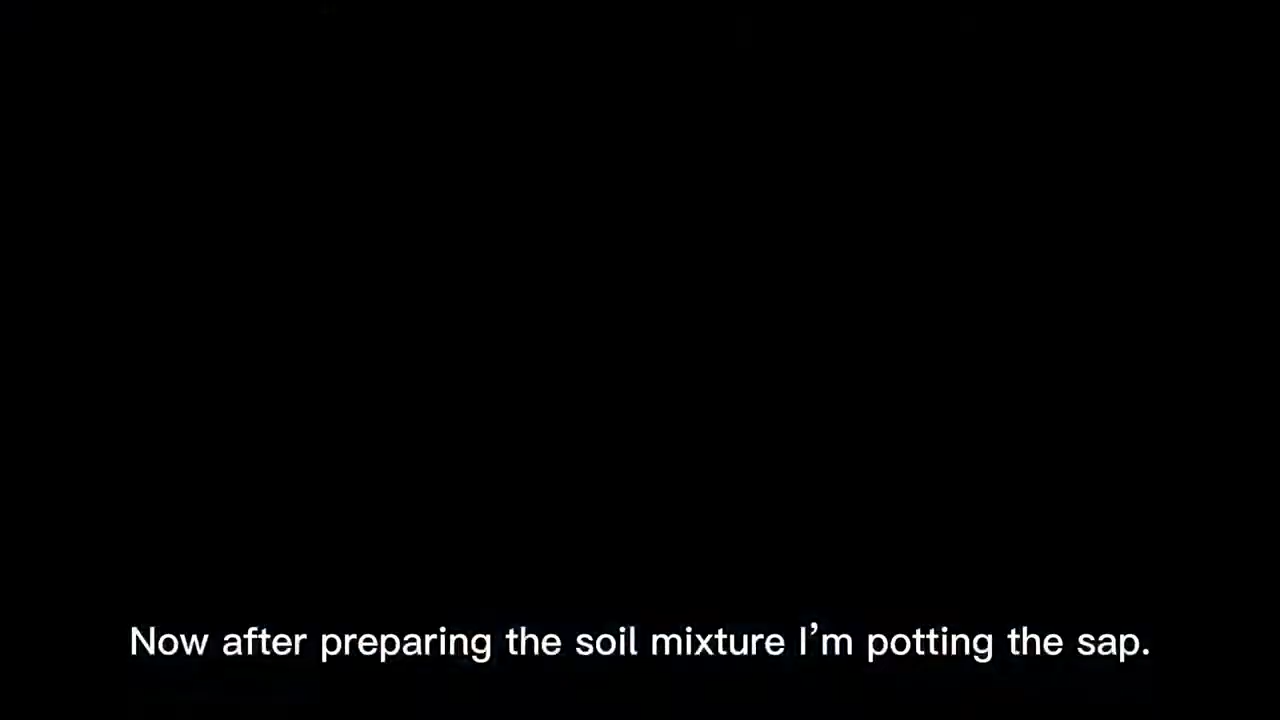 Now after preparing the soil mixture I’m potting the sap.